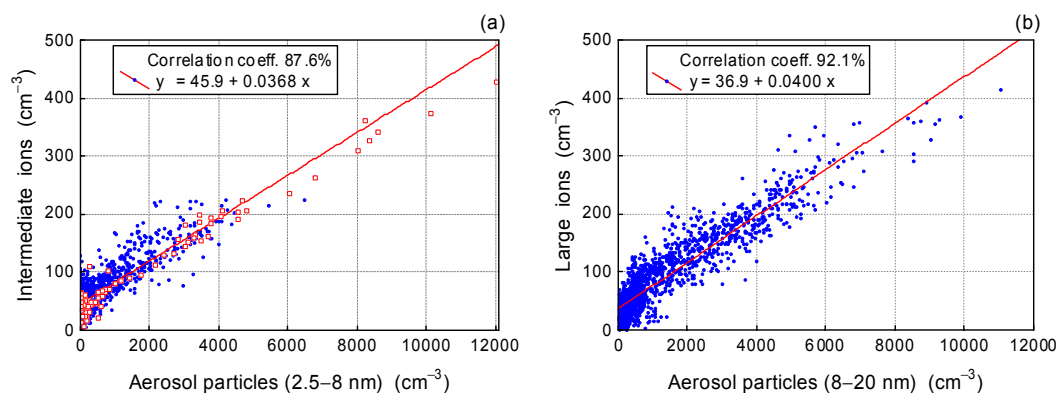 (a)
Intermediate ions (cm⁻³)
500
400
300
200
100
0
Correlation coeff. 87.6%
y = 45.9 + 0.0368 x
0 2000 4000 6000 8000 10000 12000
Aerosol particles (2.5–8 nm) (cm⁻³)
(b)
Large ions (cm⁻³)
500
400
300
200
100
0
Correlation coeff. 92.1%
y = 36.9 + 0.0400 x
0 2000 4000 6000 8000 10000 12000
Aerosol particles (8–20 nm) (cm⁻³)